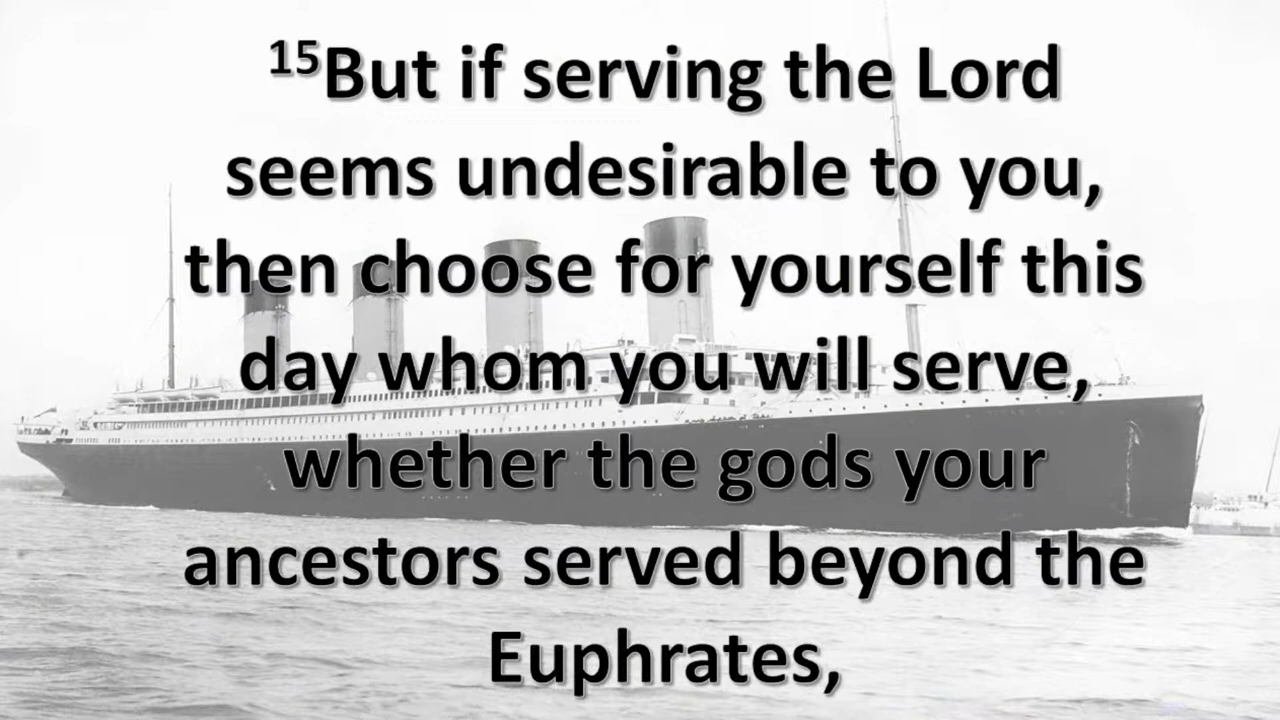 15But if serving the Lord
seems undesirable to you,
then choose for yourself this
day whom you will serve,
whether the gods your
ancestors served beyond the
Euphrates,